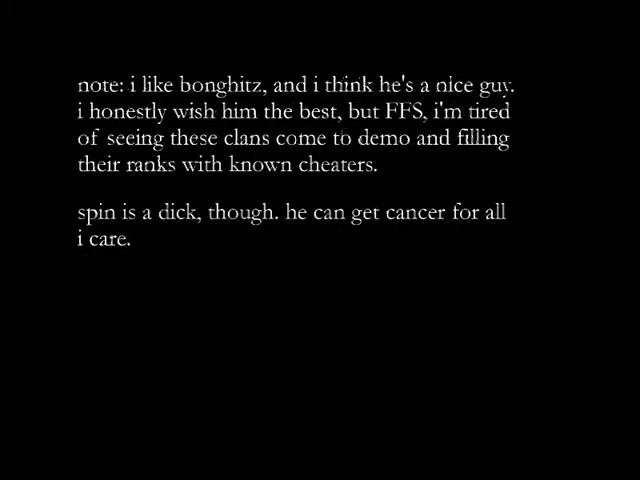 note: i like bonghitz, and i think he's a nice guy.
i honestly wish him the best, but FFS, i'm tired
of seeing these clans come to demo and filling
their ranks with known cheaters.
spin is a dick, though. he can get cancer for all
i care.